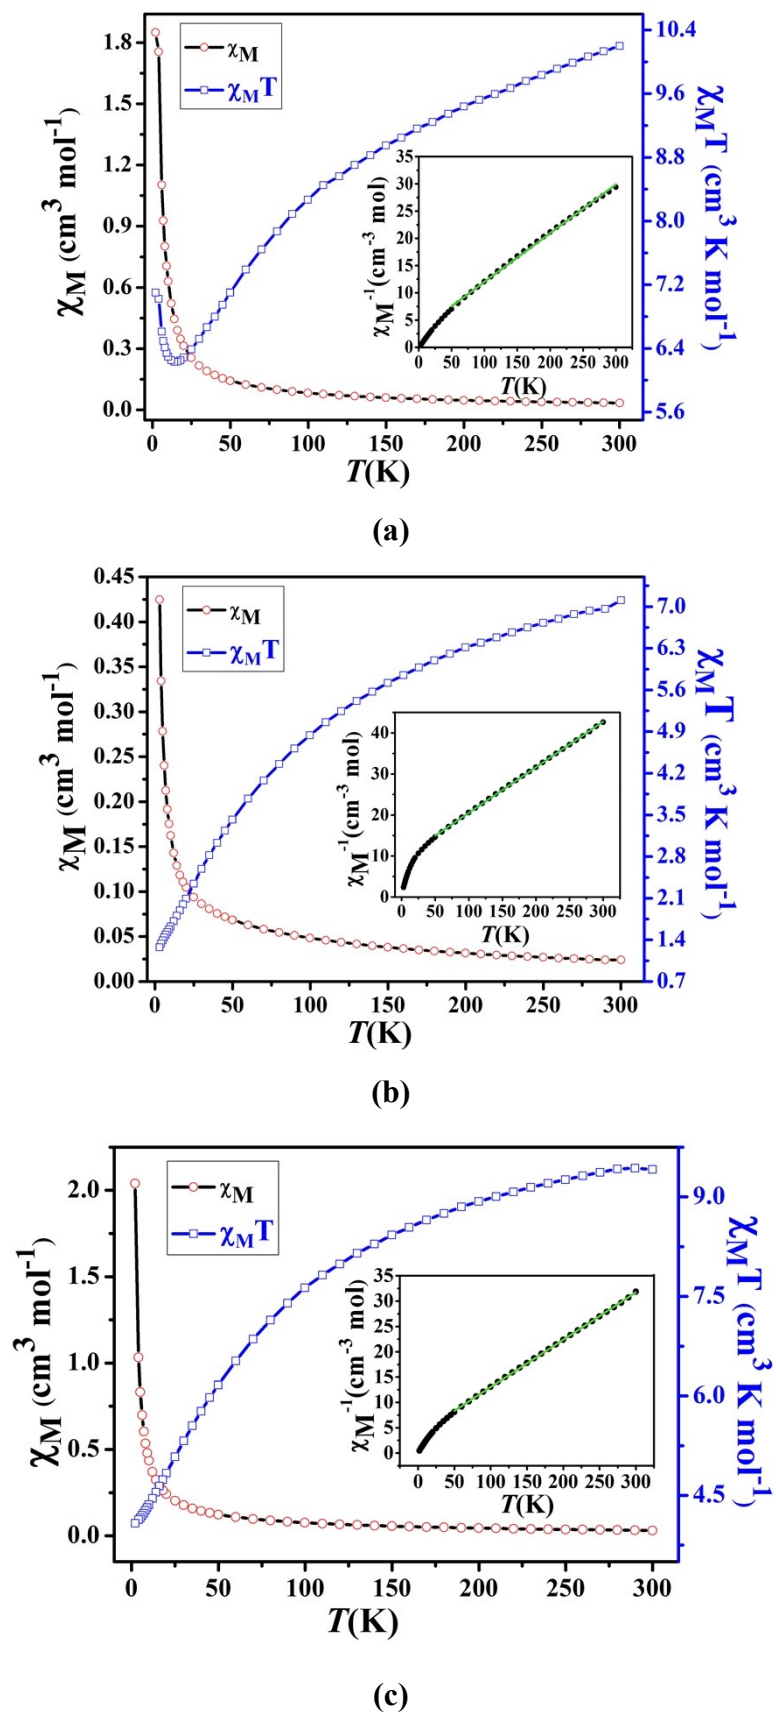 χM
χMT
1.8
1.5
1.2
0.9
0.6
0.3
0.0
χM (cm3 mol-1)
10.4
9.6
8.8
8.0
7.2
6.4
5.6
χMT (cm3 K mol-1)
35
30
25
20
15
10
5
0
χM-1(cm-3 mol)
0 50 100 150 200 250 300
T(K)
0 50 100 150 200 250 300
T(K)
(a)
χM
χMT
0.45
0.40
0.35
0.30
0.25
0.20
0.15
0.10
0.05
0.00
χM (cm3 mol-1)
7.0
6.3
5.6
4.9
4.2
3.5
2.8
2.1
1.4
0.7
χMT (cm3 K mol-1)
40
30
20
10
0
χM-1(cm-3 mol)
0 50 100 150 200 250 300
T(K)
0 50 100 150 200 250 300
T(K)
(b)
χM
χMT
2.0
1.5
1.0
0.5
0.0
χM (cm3 mol-1)
9.0
7.5
6.0
4.5
χMT (cm3 K mol-1)
35
30
25
20
15
10
5
0
χM-1(cm-3 mol)
0 50 100 150 200 250 300
T(K)
0 50 100 150 200 250 300
T(K)
(c)